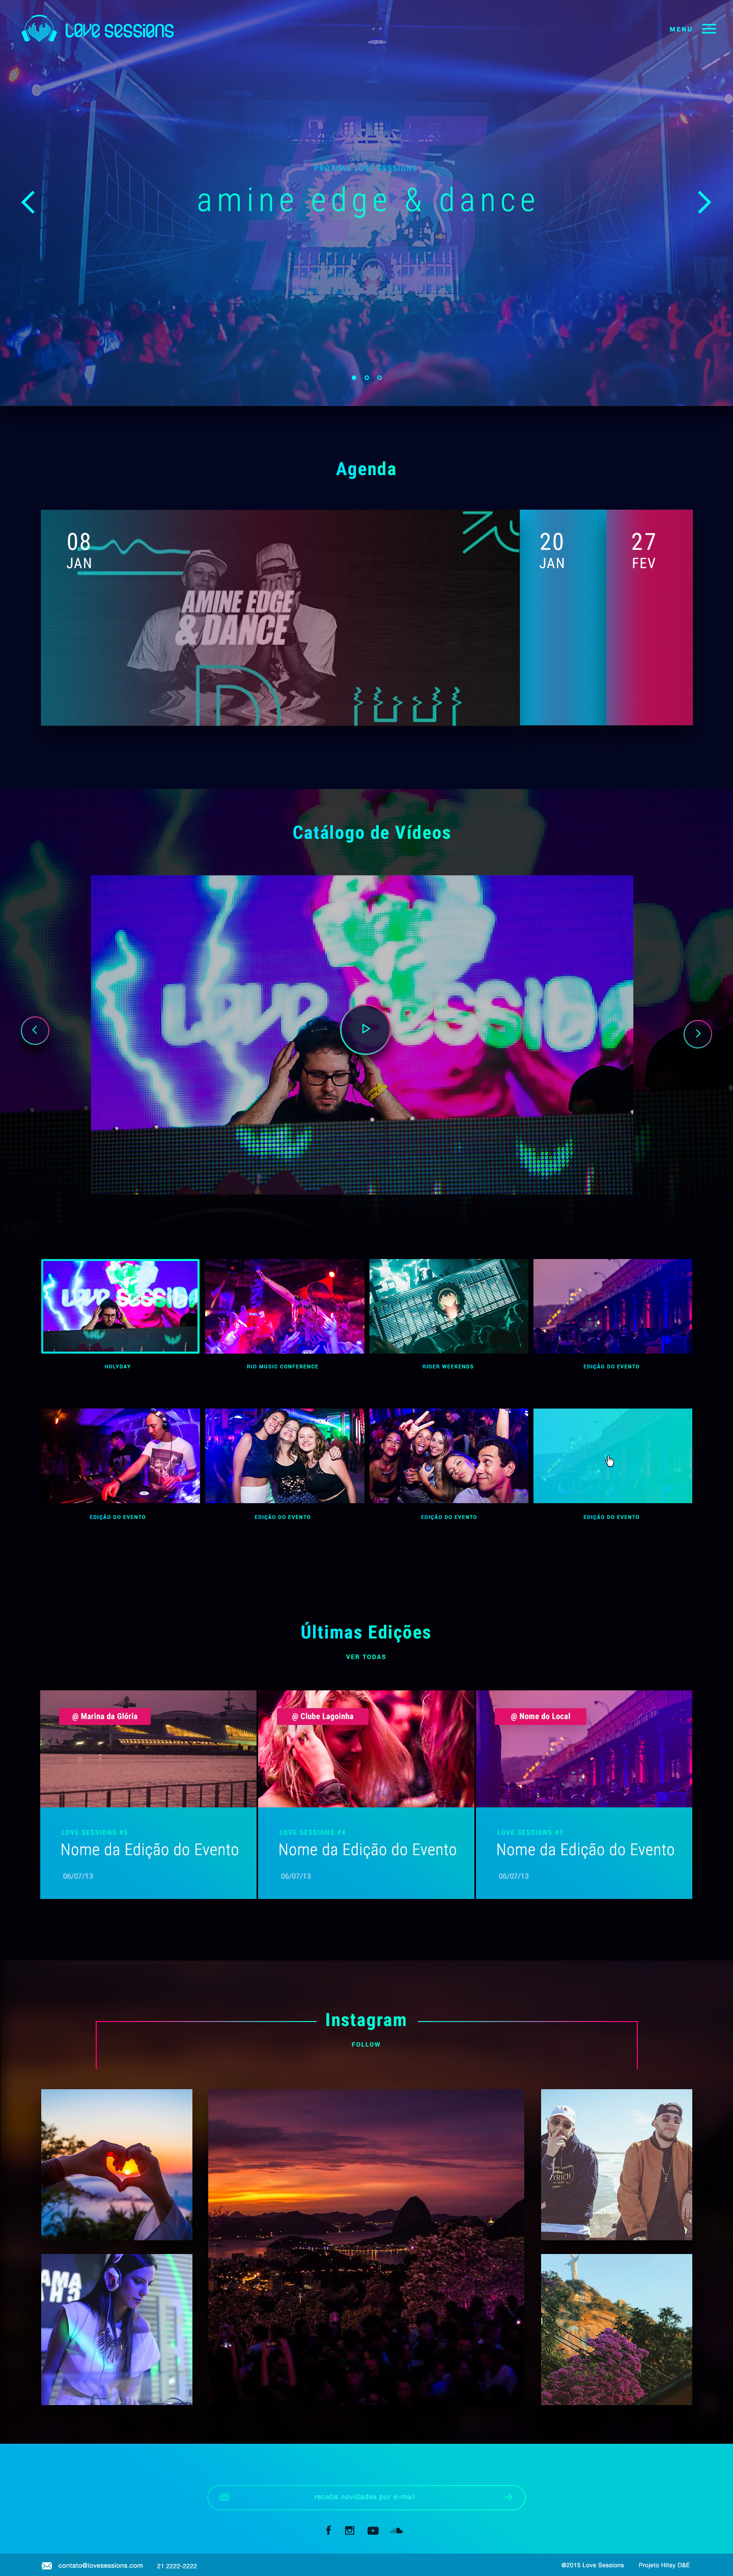 Love Sessions
MENU
PRÓXIMA LOVE SESSIONS
amine edge & dance
Agenda
08
JAN
AMINE EDGE
& DANCE
20
JAN
27
FEV
Catálogo de Vídeos
LOVE SESSIONS
HOLYDAY
RIO MUSIC CONFERENCE
RIDER WEEKENDS
EDIÇÃO DO EVENTO
EDIÇÃO DO EVENTO
EDIÇÃO DO EVENTO
EDIÇÃO DO EVENTO
EDIÇÃO DO EVENTO
Últimas Edições
VER TODAS
@ Marina da Glória
@ Clube Lagoinha
@ Nome do Local
LOVE SESSIONS #5
Nome da Edição do Evento
06/07/13
LOVE SESSIONS #4
Nome da Edição do Evento
06/07/13
LOVE SESSIONS #3
Nome da Edição do Evento
06/07/13
Instagram
FOLLOW
receba novidades por e-mail
contato@lovesessions.com
21 2222-2222
@2015 Love Sessions
Projeto Hitsy D&E